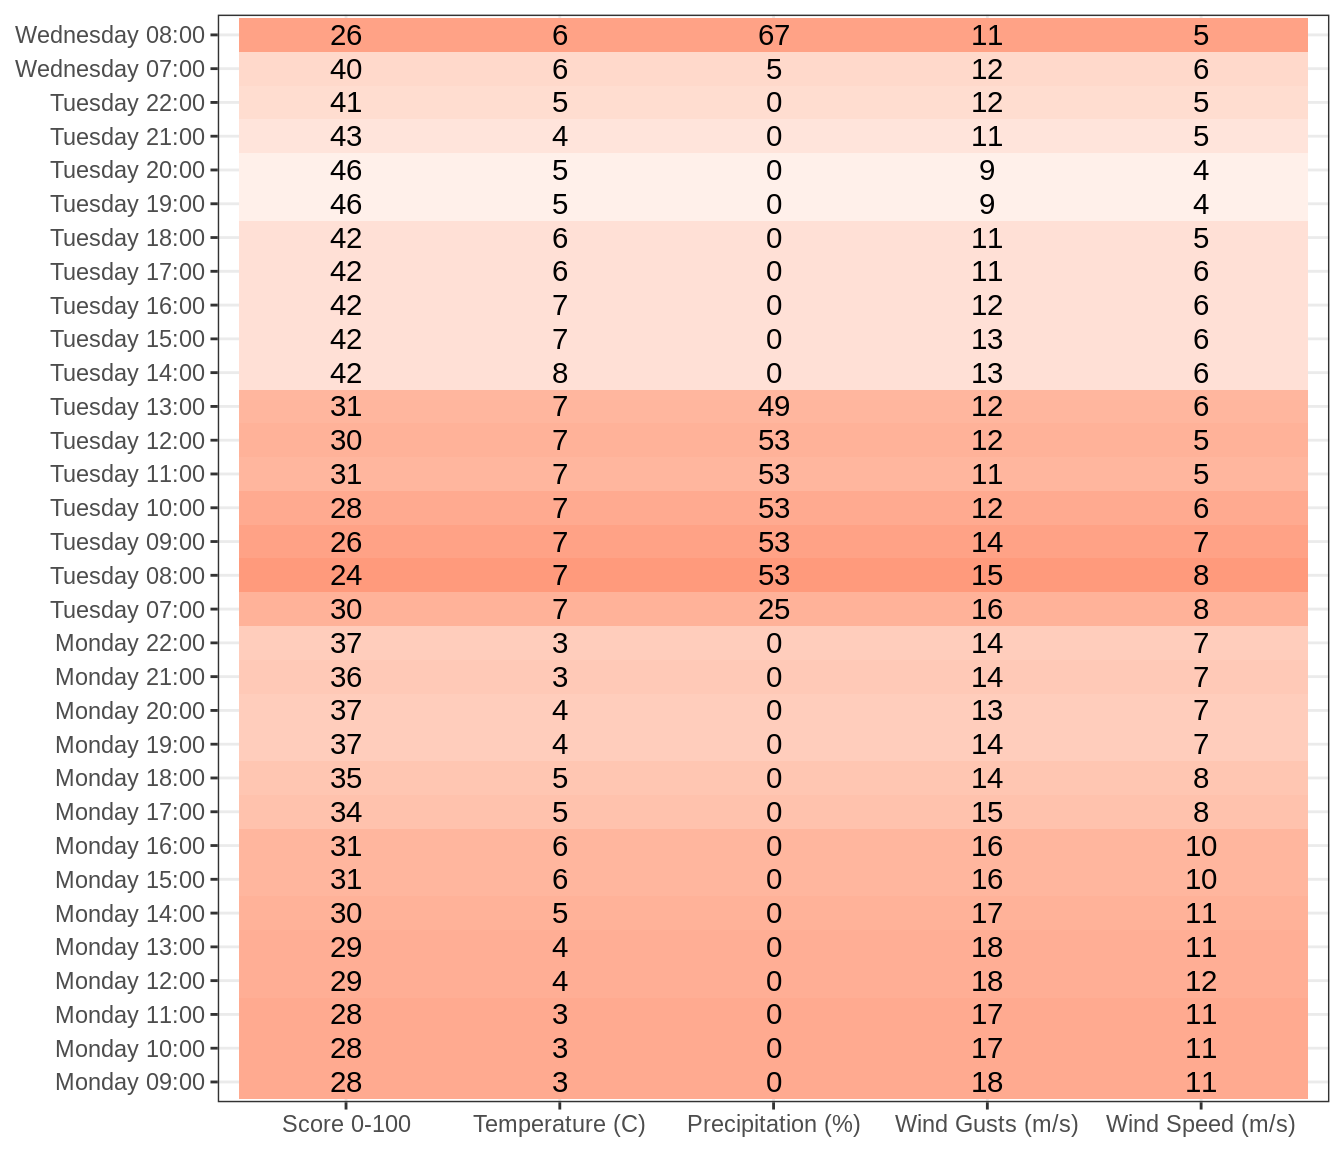 Wednesday 08:00 26 6 67 11 5
Wednesday 07:00 40 6 5 12 6
Tuesday 22:00 41 5 0 12 5
Tuesday 21:00 43 4 0 11 5
Tuesday 20:00 46 5 0 9 4
Tuesday 19:00 46 5 0 9 4
Tuesday 18:00 42 6 0 11 5
Tuesday 17:00 42 6 0 11 6
Tuesday 16:00 42 7 0 12 6
Tuesday 15:00 42 7 0 13 6
Tuesday 14:00 42 8 0 13 6
Tuesday 13:00 31 7 49 12 6
Tuesday 12:00 30 7 53 12 5
Tuesday 11:00 31 7 53 11 5
Tuesday 10:00 28 7 53 12 6
Tuesday 09:00 26 7 53 14 7
Tuesday 08:00 24 7 53 15 8
Tuesday 07:00 30 7 25 16 8
Monday 22:00 37 3 0 14 7
Monday 21:00 36 3 0 14 7
Monday 20:00 37 4 0 13 7
Monday 19:00 37 4 0 14 7
Monday 18:00 35 5 0 14 8
Monday 17:00 34 5 0 15 8
Monday 16:00 31 6 0 16 10
Monday 15:00 31 6 0 16 10
Monday 14:00 30 5 0 17 11
Monday 13:00 29 4 0 18 11
Monday 12:00 29 4 0 18 12
Monday 11:00 28 3 0 17 11
Monday 10:00 28 3 0 17 11
Monday 09:00 28 3 0 18 11
Score 0-100 Temperature (C) Precipitation (%) Wind Gusts (m/s) Wind Speed (m/s)